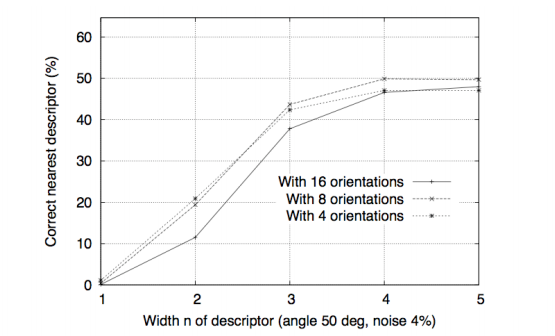 60
50
40
30
20
10
0
Correct nearest descriptor (%)
With 16 orientations
With 8 orientations
With 4 orientations
1 2 3 4 5
Width n of descriptor (angle 50 deg, noise 4%)